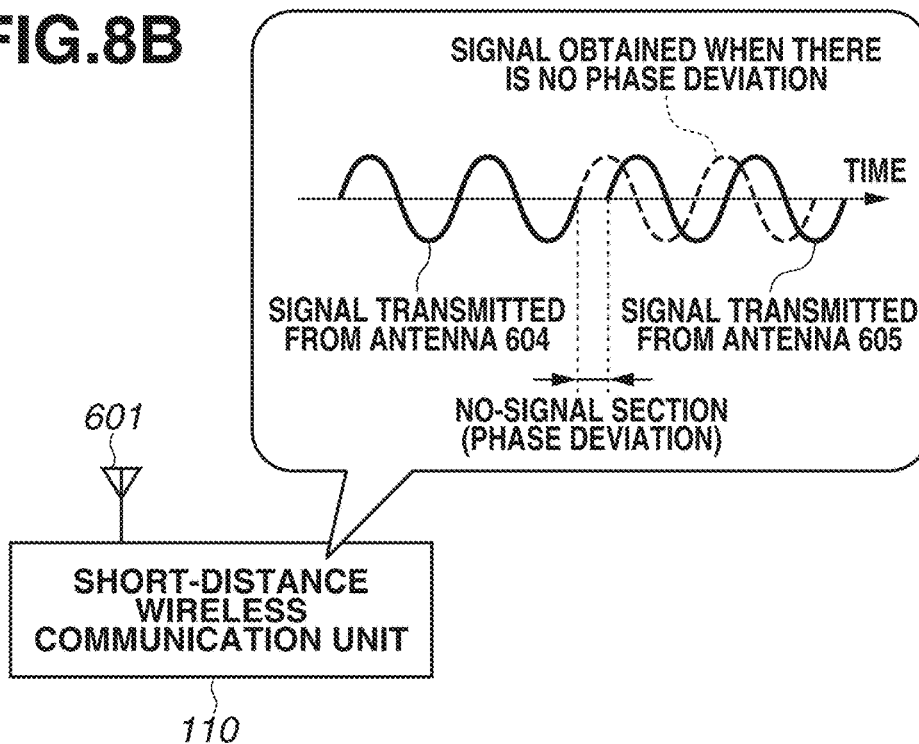 FIG.8B
SIGNAL OBTAINED WHEN THERE
IS NO PHASE DEVIATION
TIME
SIGNAL TRANSMITTED
FROM ANTENNA 604
SIGNAL TRANSMITTED
FROM ANTENNA 605
NO-SIGNAL SECTION
(PHASE DEVIATION)
601
SHORT-DISTANCE
WIRELESS
COMMUNICATION UNIT
110